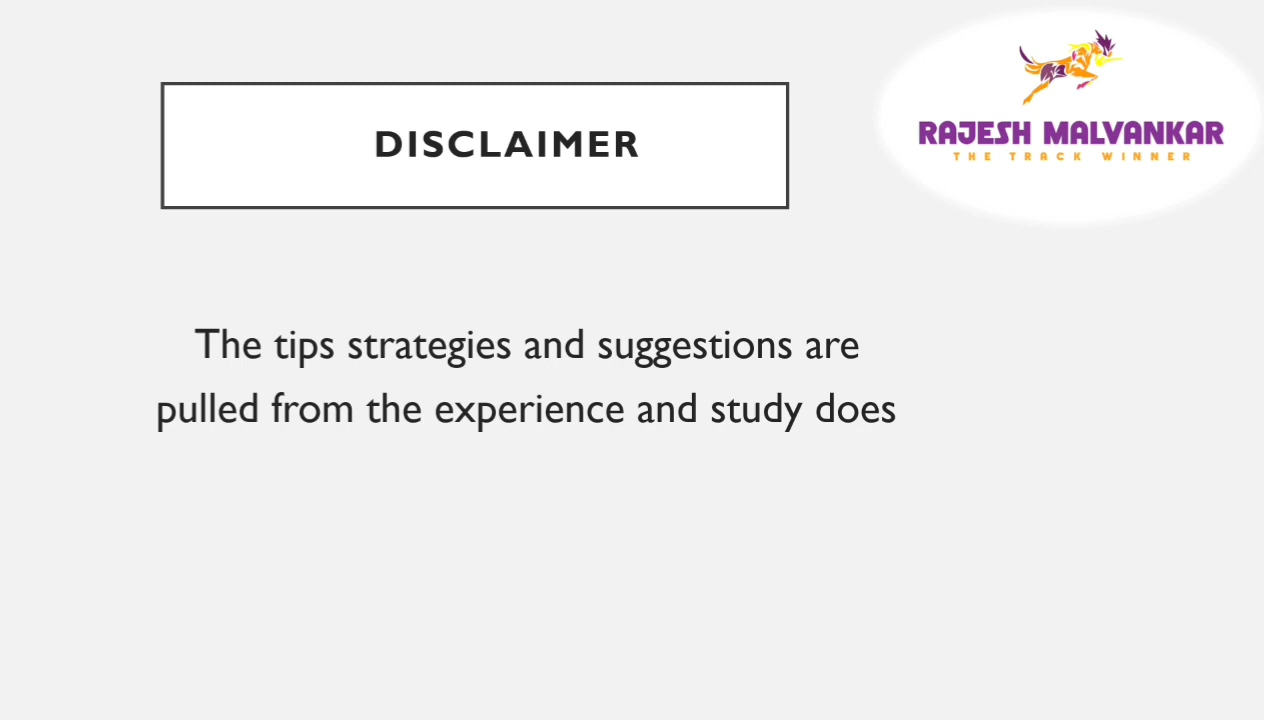 DISCLAIMER
RAJESH MALVANKAR
THE TRACK WINNER
The tips strategies and suggestions are
pulled from the experience and study does